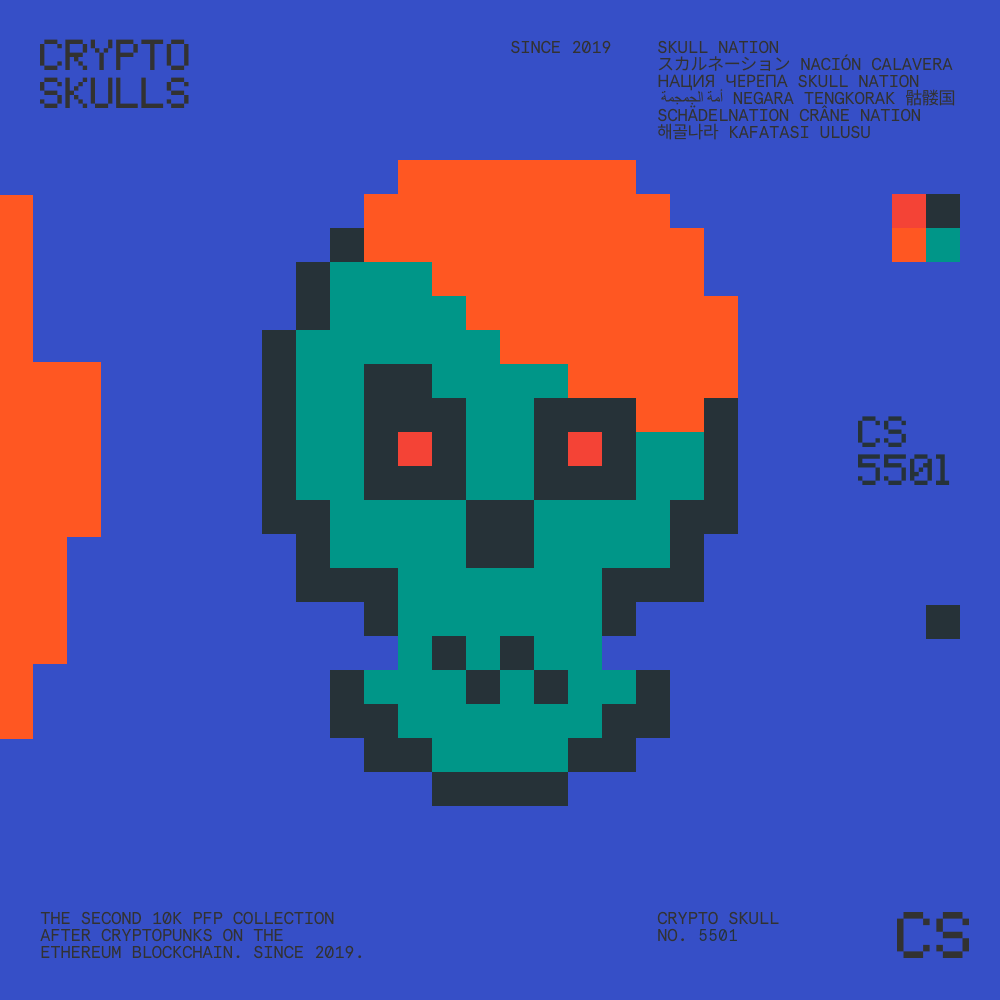 CRYPTO
SKULLS
SINCE 2019
SKULL NATION
スカルネーション NACIÓN CALAVERA
НАЦИЯ ЧЕРЕПА SKULL NATION
أمة الجمجمة NEGARA TENGKORAK 骷髅国
SCHÄDELNATION CRÂNE NATION
해골나라 KAFATASI ULUSU
CS
5501
THE SECOND 10K PFP COLLECTION
AFTER CRYPTOPUNKS ON THE
ETHEREUM BLOCKCHAIN. SINCE 2019.
CRYPTO SKULL
NO. 5501
CS